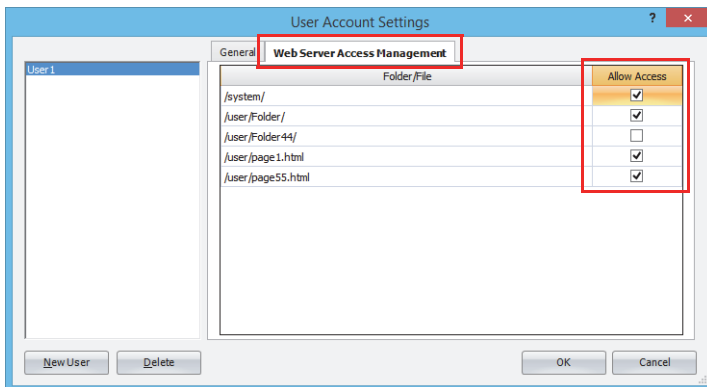 User Account Settings
? ×
General Web Server Access Management
User1
Folder/File Allow Access
/system/
/user/Folder/
/user/Folder44/
/user/page1.html
/user/page55.html
New User Delete OK Cancel